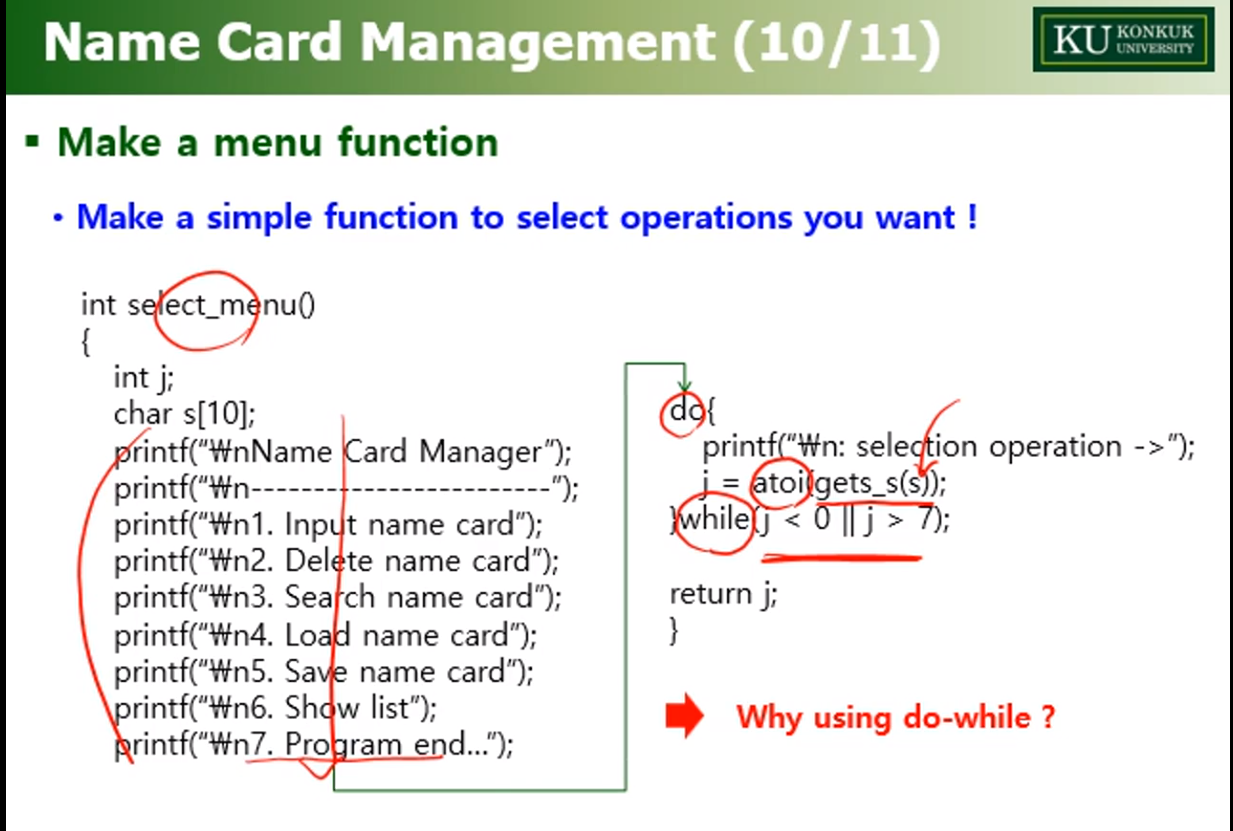 Name Card Management (10/11)
KU KONKUK
UNIVERSITY
▪ Make a menu function
• Make a simple function to select operations you want !
int select_menu()
{
int j;
char s[10];
printf(“₩nName Card Manager”);
printf(“₩n------------------------”);
printf(“₩n1. Input name card”);
printf(“₩n2. Delete name card”);
printf(“₩n3. Search name card”);
printf(“₩n4. Load name card”);
printf(“₩n5. Save name card”);
printf(“₩n6. Show list”);
printf(“₩n7. Program end...”);
do{
printf(“₩n: selection operation ->”);
j = atoi(gets_s(s));
}while(j < 0 || j > 7);
return j;
}
Why using do-while ?